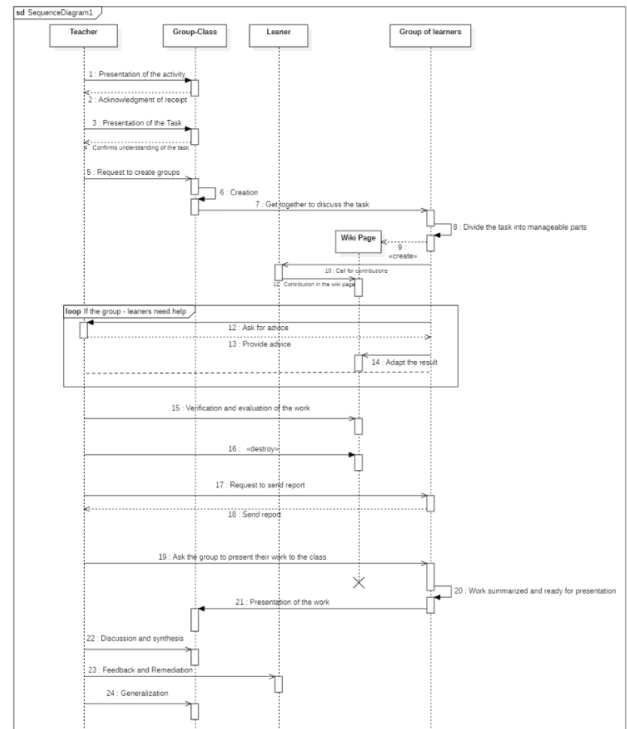 sd SequenceDiagram1
Teacher
Group-Class
Leaner
Group of learners
1 : Presentation of the activity
2 : Acknowledgment of receipt
3 : Presentation of the Task
4 : Confirms understanding of the task
5 : Request to create groups
6 : Creation
7 : Get together to discuss the task
8 : Divide the task into manageable parts
Wiki Page
9 :
«create»
10 : Call for contributions
11 : Contribution in the wiki page
loop If the group - leaners need help
12 : Ask for advice
13 : Provide advice
14 : Adapt the result
15 : Verification and evaluation of the work
16 : «destroy»
17 : Request to send report
18 : Send report
19 : Ask the group to present their work to the class
20 : Work summarized and ready for presentation
21 : Presentation of the work
22 : Discussion and synthesis
23 : Feedback and Remediation
24 : Generalization